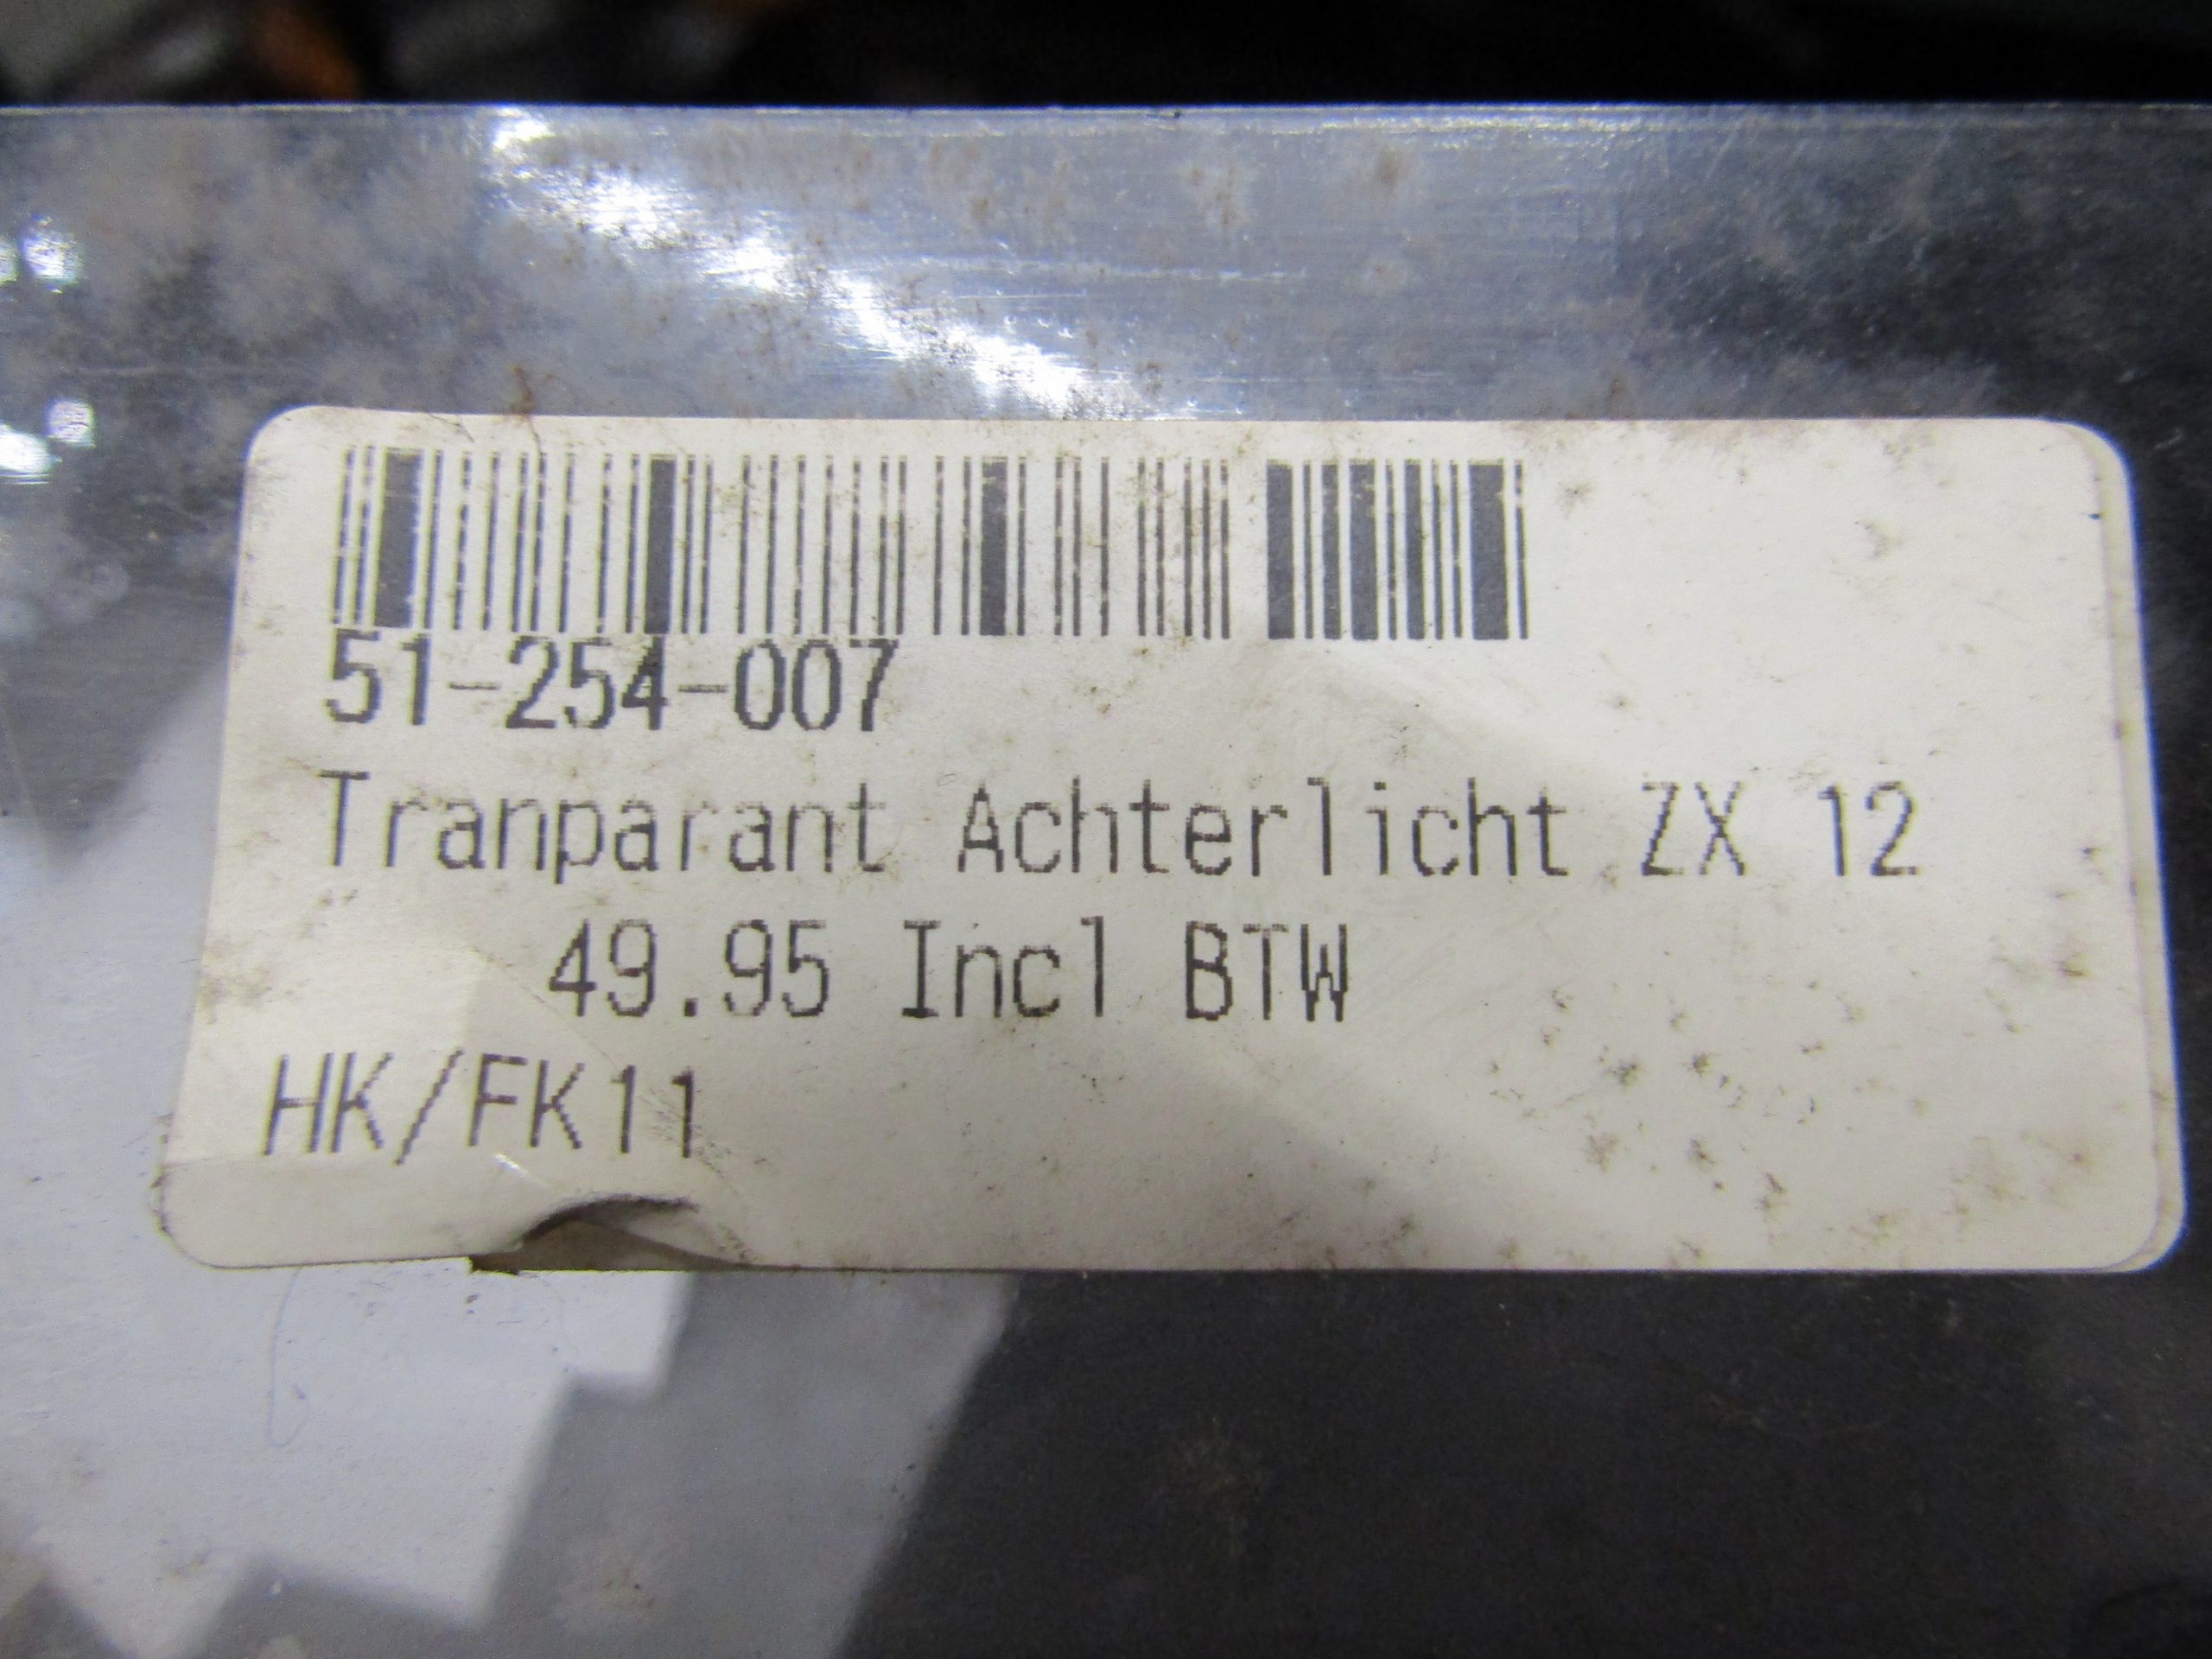 51-254-007
Tranparant Achterlicht ZX 12
49.95 Incl BTW
HK/FK11